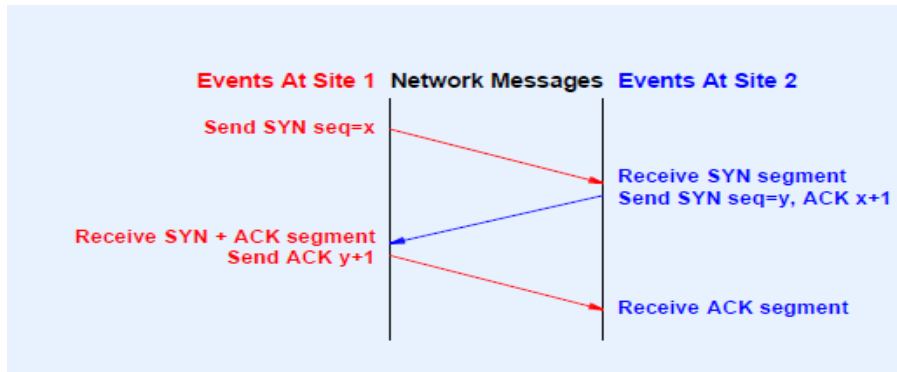 Events At Site 1 Network Messages Events At Site 2
Send SYN seq=x
Receive SYN segment
Send SYN seq=y, ACK x+1
Receive SYN + ACK segment
Send ACK y+1
Receive ACK segment